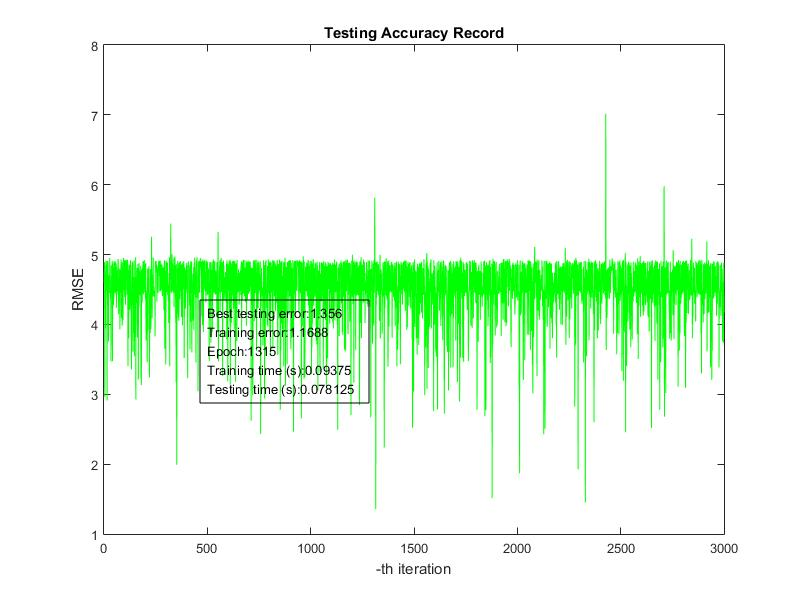 Testing Accuracy Record
8
7
6
5
4
3
2
1
RMSE
Best testing error:1.356
Training error:1.1688
Epoch:1315
Training time (s):0.09375
Testing time (s):0.078125
0 500 1000 1500 2000 2500 3000
-th iteration